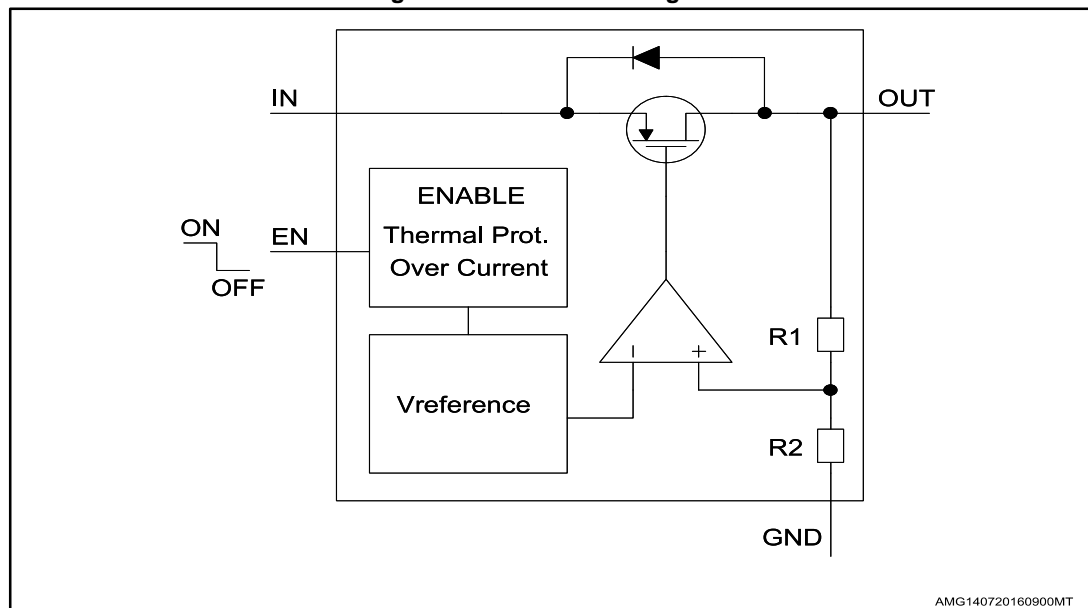 IN
OUT
ENABLE
Thermal Prot.
Over Current
ON
OFF
EN
Vreference
−
+
R1
R2
GND
AMG140720160900MT